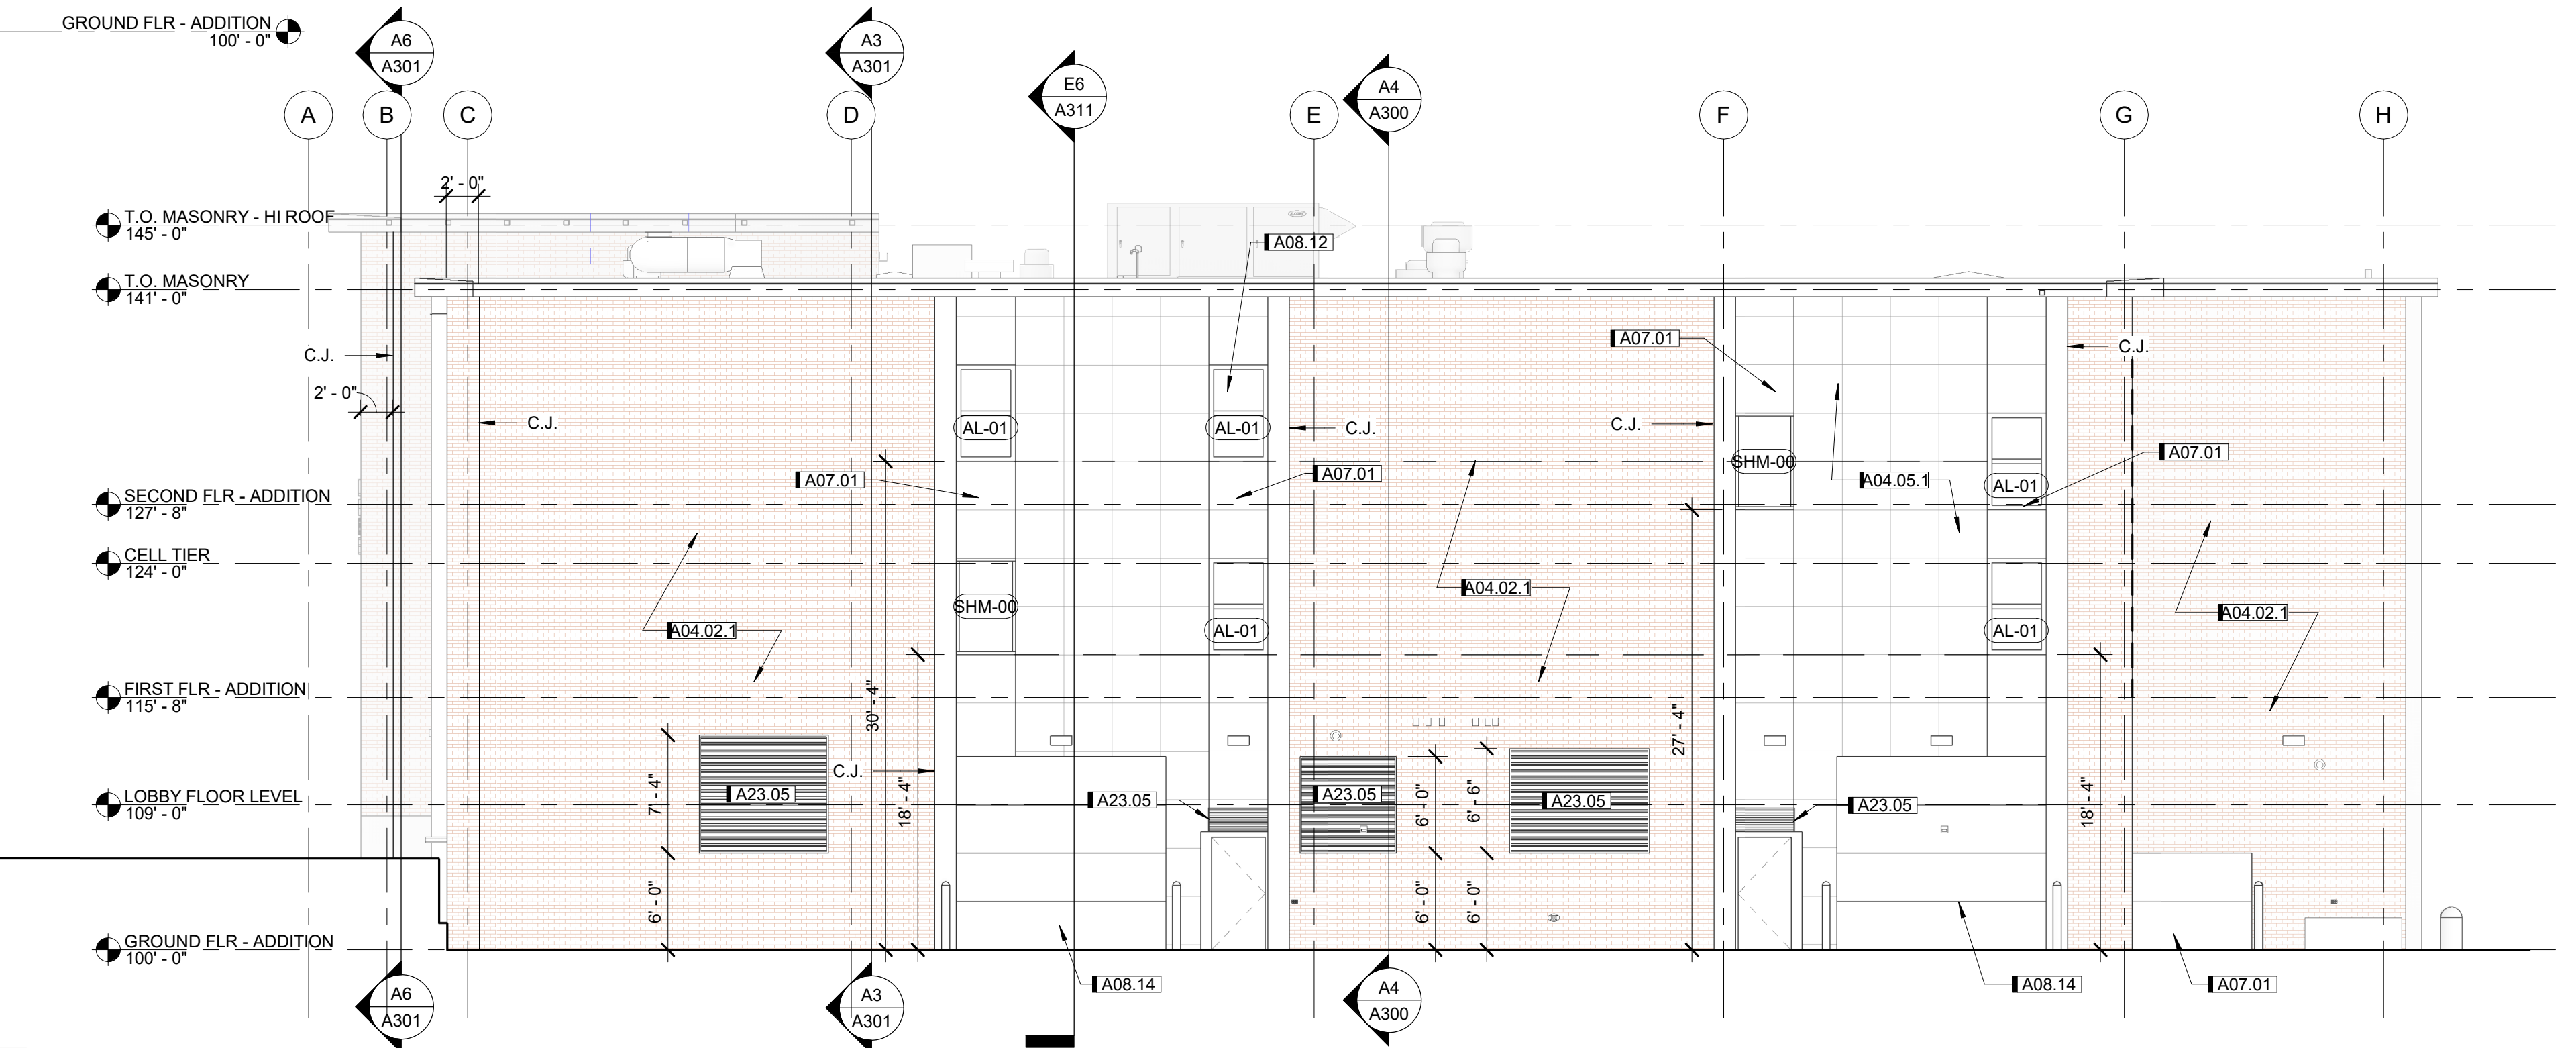 GROUND FLR - ADDITION
100' - 0"
A6
A301
A3
A301
E6
A311
A4
A300
A
B
C
D
E
F
G
H
2' - 0"
T.O. MASONRY - HI ROOF
145' - 0"
A08.12
T.O. MASONRY
141' - 0"
A07.01
C.J.
C.J.
2' - 0"
C.J.
AL-01
AL-01
C.J.
C.J.
A07.01
SHM-00
A07.01
A07.01
A04.05.1
AL-01
SECOND FLR - ADDITION
127' - 8"
CELL TIER
124' - 0"
A04.02.1
SHM-00
A04.02.1
A04.02.1
AL-01
AL-01
FIRST FLR - ADDITION
115' - 8"
30' - 4"
27' - 4"
C.J.
7' - 4"
A23.05
18' - 4"
A23.05
A23.05
6' - 0"
6' - 6"
A23.05
A23.05
18' - 4"
LOBBY FLOOR LEVEL
109' - 0"
6' - 0"
6' - 0"
6' - 0"
GROUND FLR - ADDITION
100' - 0"
A08.14
A08.14
A07.01
A6
A301
A3
A301
A4
A300